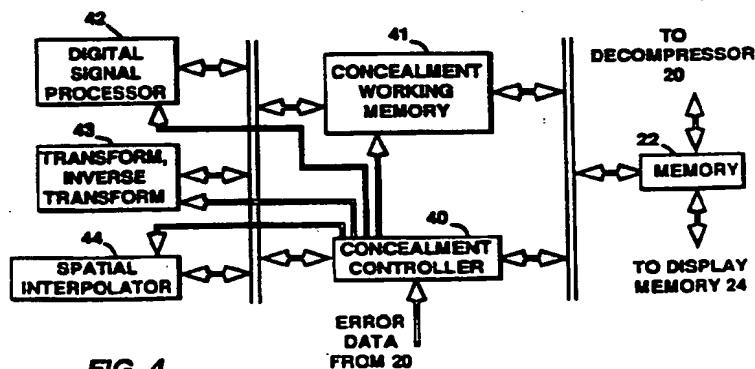 42
DIGITAL
SIGNAL
PROCESSOR
43
TRANSFORM,
INVERSE
TRANSFORM
44
SPATIAL
INTERPOLATOR
41
CONCEALMENT
WORKING
MEMORY
40
CONCEALMENT
CONTROLLER
ERROR
DATA
FROM 20
TO
DECOMPRESSOR
20
22
MEMORY
TO DISPLAY
MEMORY 24
FIG. 4